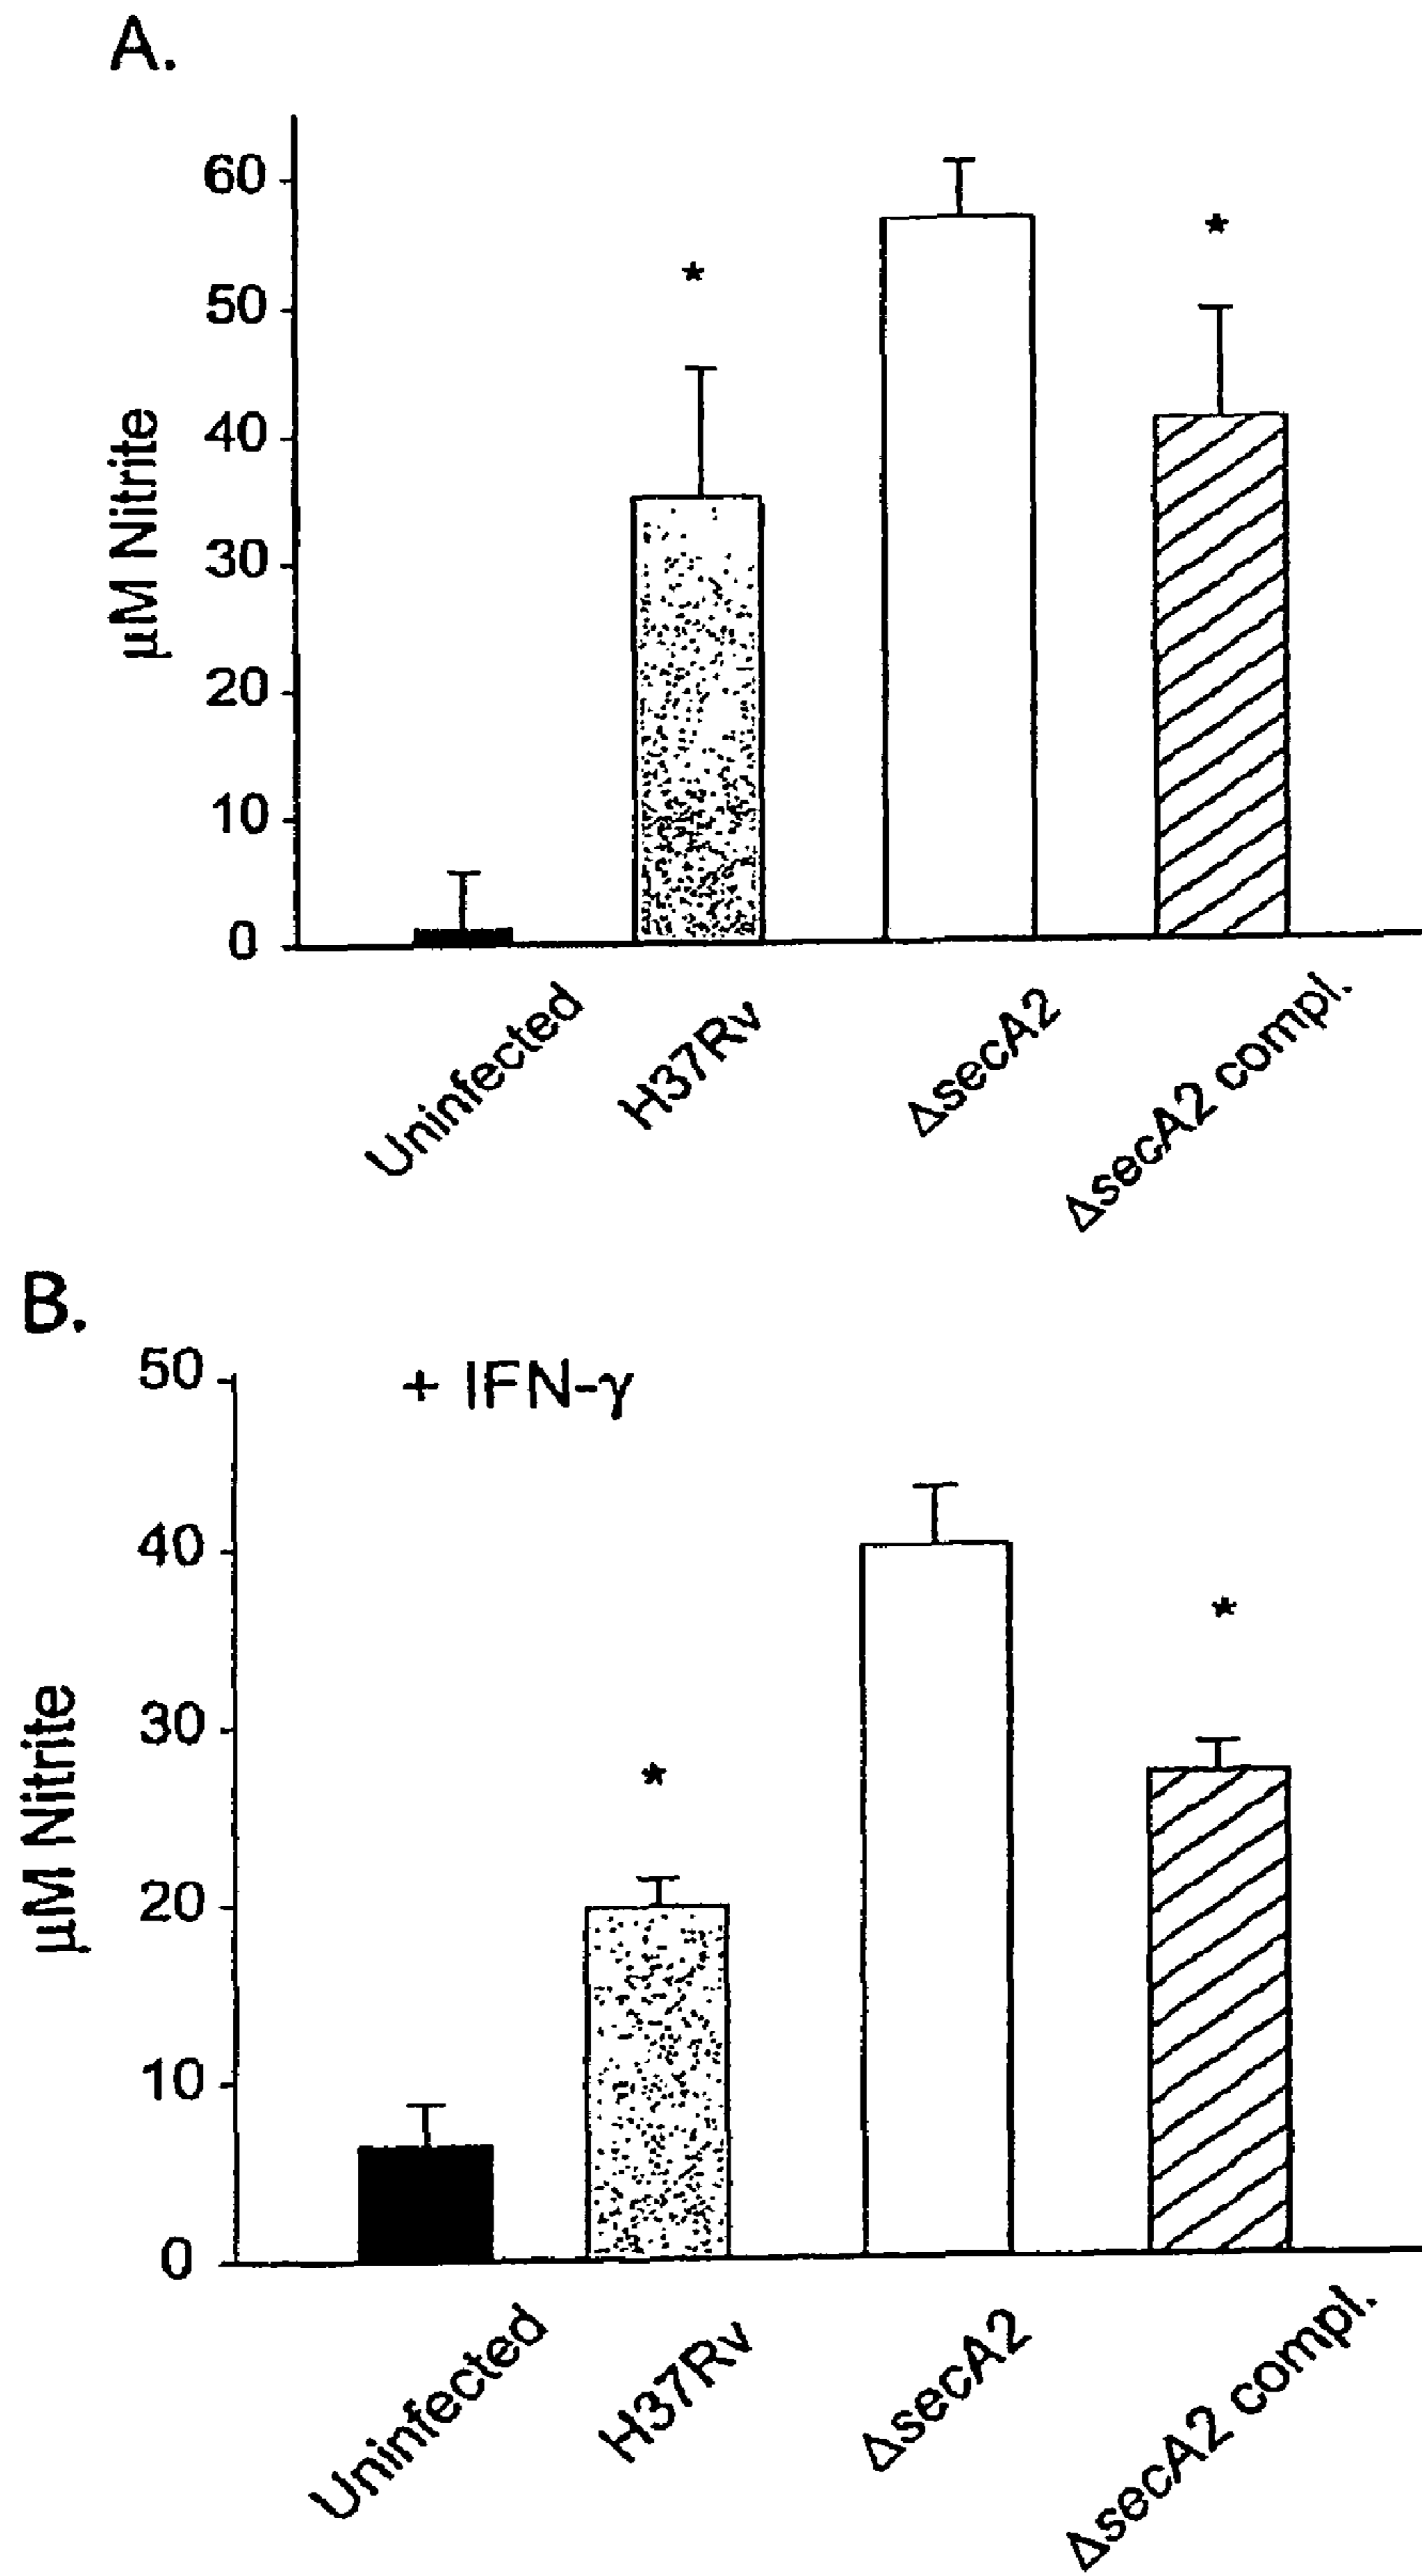 A.
60
50
40
30
20
10
0
μM Nitrite
*
*
Uninfected
H37Rv
ΔsecA2
ΔsecA2 compl.
B.
+ IFN-γ
50
40
30
20
10
0
μM Nitrite
*
*
Uninfected
H37Rv
ΔsecA2
ΔsecA2 compl.